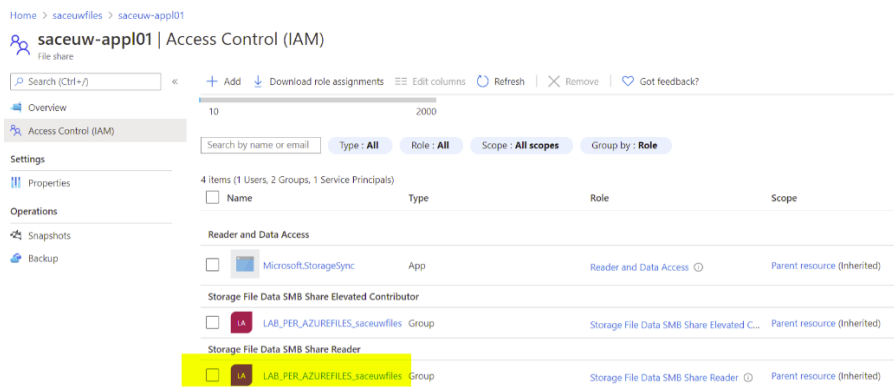 Home > saceuwfiles > saceuw-appl01
saceuw-appl01 | Access Control (IAM)
File share
Search (Ctrl+/)
«
+ Add Download role assignments Edit columns Refresh Remove Got feedback?
Overview
10 2000
Access Control (IAM)
Search by name or email Type : All Role : All Scope : All scopes Group by : Role
Settings
Properties
4 items (1 Users, 2 Groups, 1 Service Principals)
Name Type Role Scope
Operations
Snapshots
Reader and Data Access
Backup
Microsoft.StorageSync App Reader and Data Access Parent resource (Inherited)
Storage File Data SMB Share Elevated Contributor
LA LAB_PER_AZUREFILES_saceuwfiles Group Storage File Data SMB Share Elevated C... Parent resource (Inherited)
Storage File Data SMB Share Reader
LA LAB_PER_AZUREFILES_saceuwfiles Group Storage File Data SMB Share Reader Parent resource (Inherited)